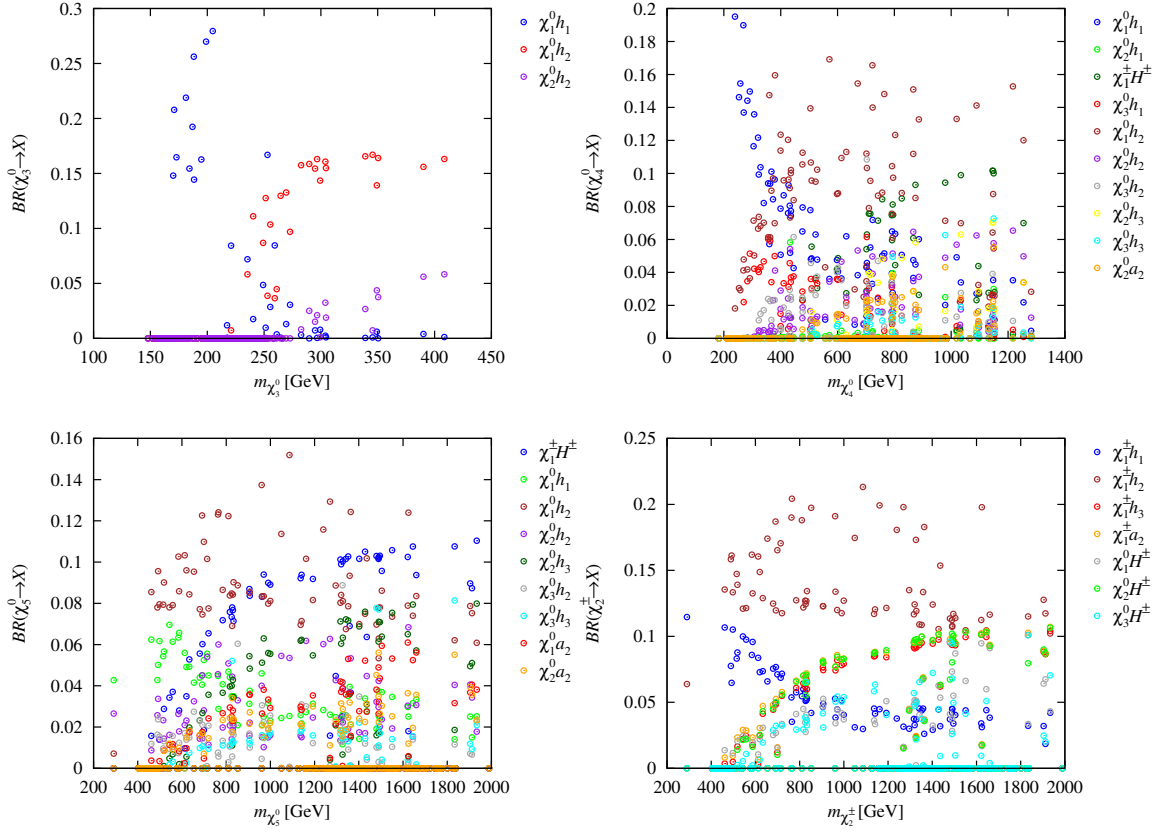 0.3
0.25
0.2
0.15
0.1
0.05
0
100 150 200 250 300 350 400 450
BR(χ₃⁰→X)
m_χ₃⁰ [GeV]
χ₁⁰h₁
χ₁⁰h₂
χ₂⁰h₂
0.2
0.18
0.16
0.14
0.12
0.1
0.08
0.06
0.04
0.02
0
0 200 400 600 800 1000 1200 1400
BR(χ₄⁰→X)
m_χ₄⁰ [GeV]
χ₁⁰h₁
χ₂⁰h₁
χ₁±H±
χ₃⁰h₁
χ₁⁰h₂
χ₂⁰h₂
χ₃⁰h₂
χ₂⁰h₃
χ₃⁰h₃
χ₂⁰a₂
0.16
0.14
0.12
0.1
0.08
0.06
0.04
0.02
0
200 400 600 800 1000 1200 1400 1600 1800 2000
BR(χ₅⁰→X)
m_χ₅⁰ [GeV]
χ₁±H±
χ₁⁰h₁
χ₁⁰h₂
χ₂⁰h₂
χ₂⁰h₃
χ₃⁰h₂
χ₃⁰h₃
χ₁⁰a₂
χ₂⁰a₂
0.25
0.2
0.15
0.1
0.05
0
200 400 600 800 1000 1200 1400 1600 1800 2000
BR(χ₂±→X)
m_χ₂± [GeV]
χ₁±h₁
χ₁±h₂
χ₁±h₃
χ₁±a₂
χ₁⁰H±
χ₂⁰H±
χ₃⁰H±